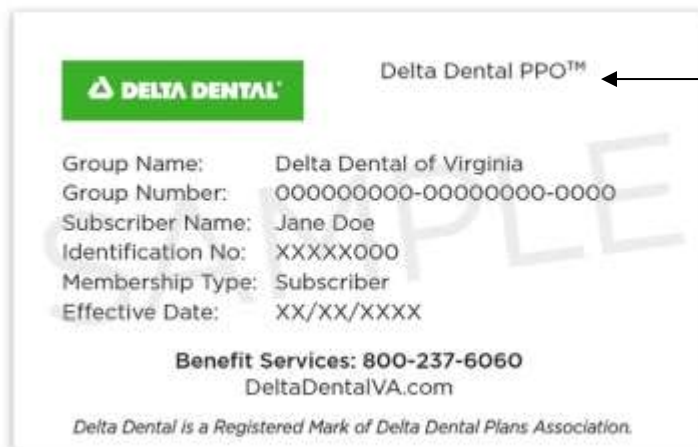 DELTA DENTAL®
Delta Dental PPO™
Group Name: Delta Dental of Virginia
Group Number: 000000000-00000000-0000
Subscriber Name: Jane Doe
Identification No: XXXXX000
Membership Type: Subscriber
Effective Date: XX/XX/XXXX
SAMPLE
Benefit Services: 800-237-6060
DeltaDentalVA.com
Delta Dental is a Registered Mark of Delta Dental Plans Association.